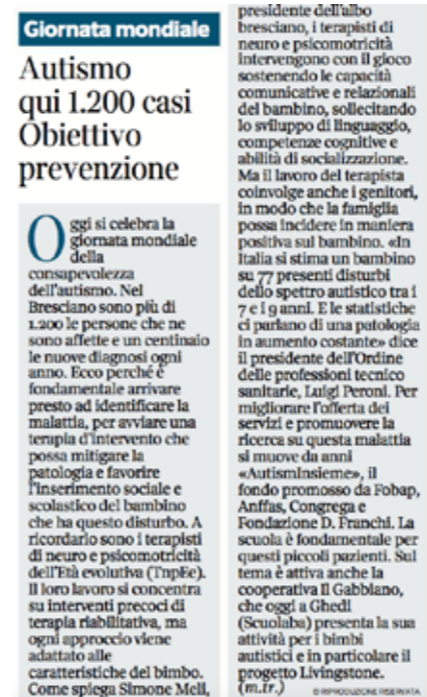 Giornata mondiale
Autismo
qui 1.200 casi
Obiettivo
prevenzione
Oggi si celebra la
giornata mondiale
della
consapevolezza
dell'autismo. Nel
Bresciano sono più di
1.200 le persone che ne
sono affette e un centinaio
le nuove diagnosi ogni
anno. Ecco perché è
fondamentale arrivare
presto ad identificare la
malattia, per avviare una
terapia d'intervento che
possa mitigare la
patologia e favorire
l'inserimento sociale e
scolastico del bambino
che ha questo disturbo. A
ricordarlo sono i terapisti
di neuro e psicomotricità
dell'Età evolutiva (TnpEe).
Il loro lavoro si concentra
su interventi precoci di
terapia riabilitativa, ma
ogni approccio viene
adattato alle
caratteristiche del bimbo.
Come spiega Simone Meli,
presidente dell'albo
bresciano, i terapisti di
neuro e psicomotricità
intervengono con il gioco
sostenendo le capacità
comunicative e relazionali
del bambino, sollecitando
lo sviluppo di linguaggio,
competenze cognitive e
abilità di socializzazione.
Ma il lavoro del terapista
coinvolge anche i genitori,
in modo che la famiglia
possa incidere in maniera
positiva sul bambino. «In
Italia si stima un bambino
su 77 presenti disturbi
dello spettro autistico tra i
7 e i 9 anni. E le statistiche
ci parlano di una patologia
in aumento costante» dice
il presidente dell'Ordine
delle professioni tecnico
sanitarie, Luigi Peroni. Per
migliorare l'offerta dei
servizi e promuovere la
ricerca su questa malattia
si muove da anni
«AutismInsieme», il
fondo promosso da Fobap,
Anffas, Congrega e
Fondazione D. Franchi. La
scuola è fondamentale per
questi piccoli pazienti. Sul
tema è attiva anche la
cooperativa Il Gabbiano,
che oggi a Ghedi
(Scuolaba) presenta la sua
attività per i bimbi
autistici e in particolare il
progetto Livingstone.
(m.tr.) © RIPRODUZIONE RISERVATA